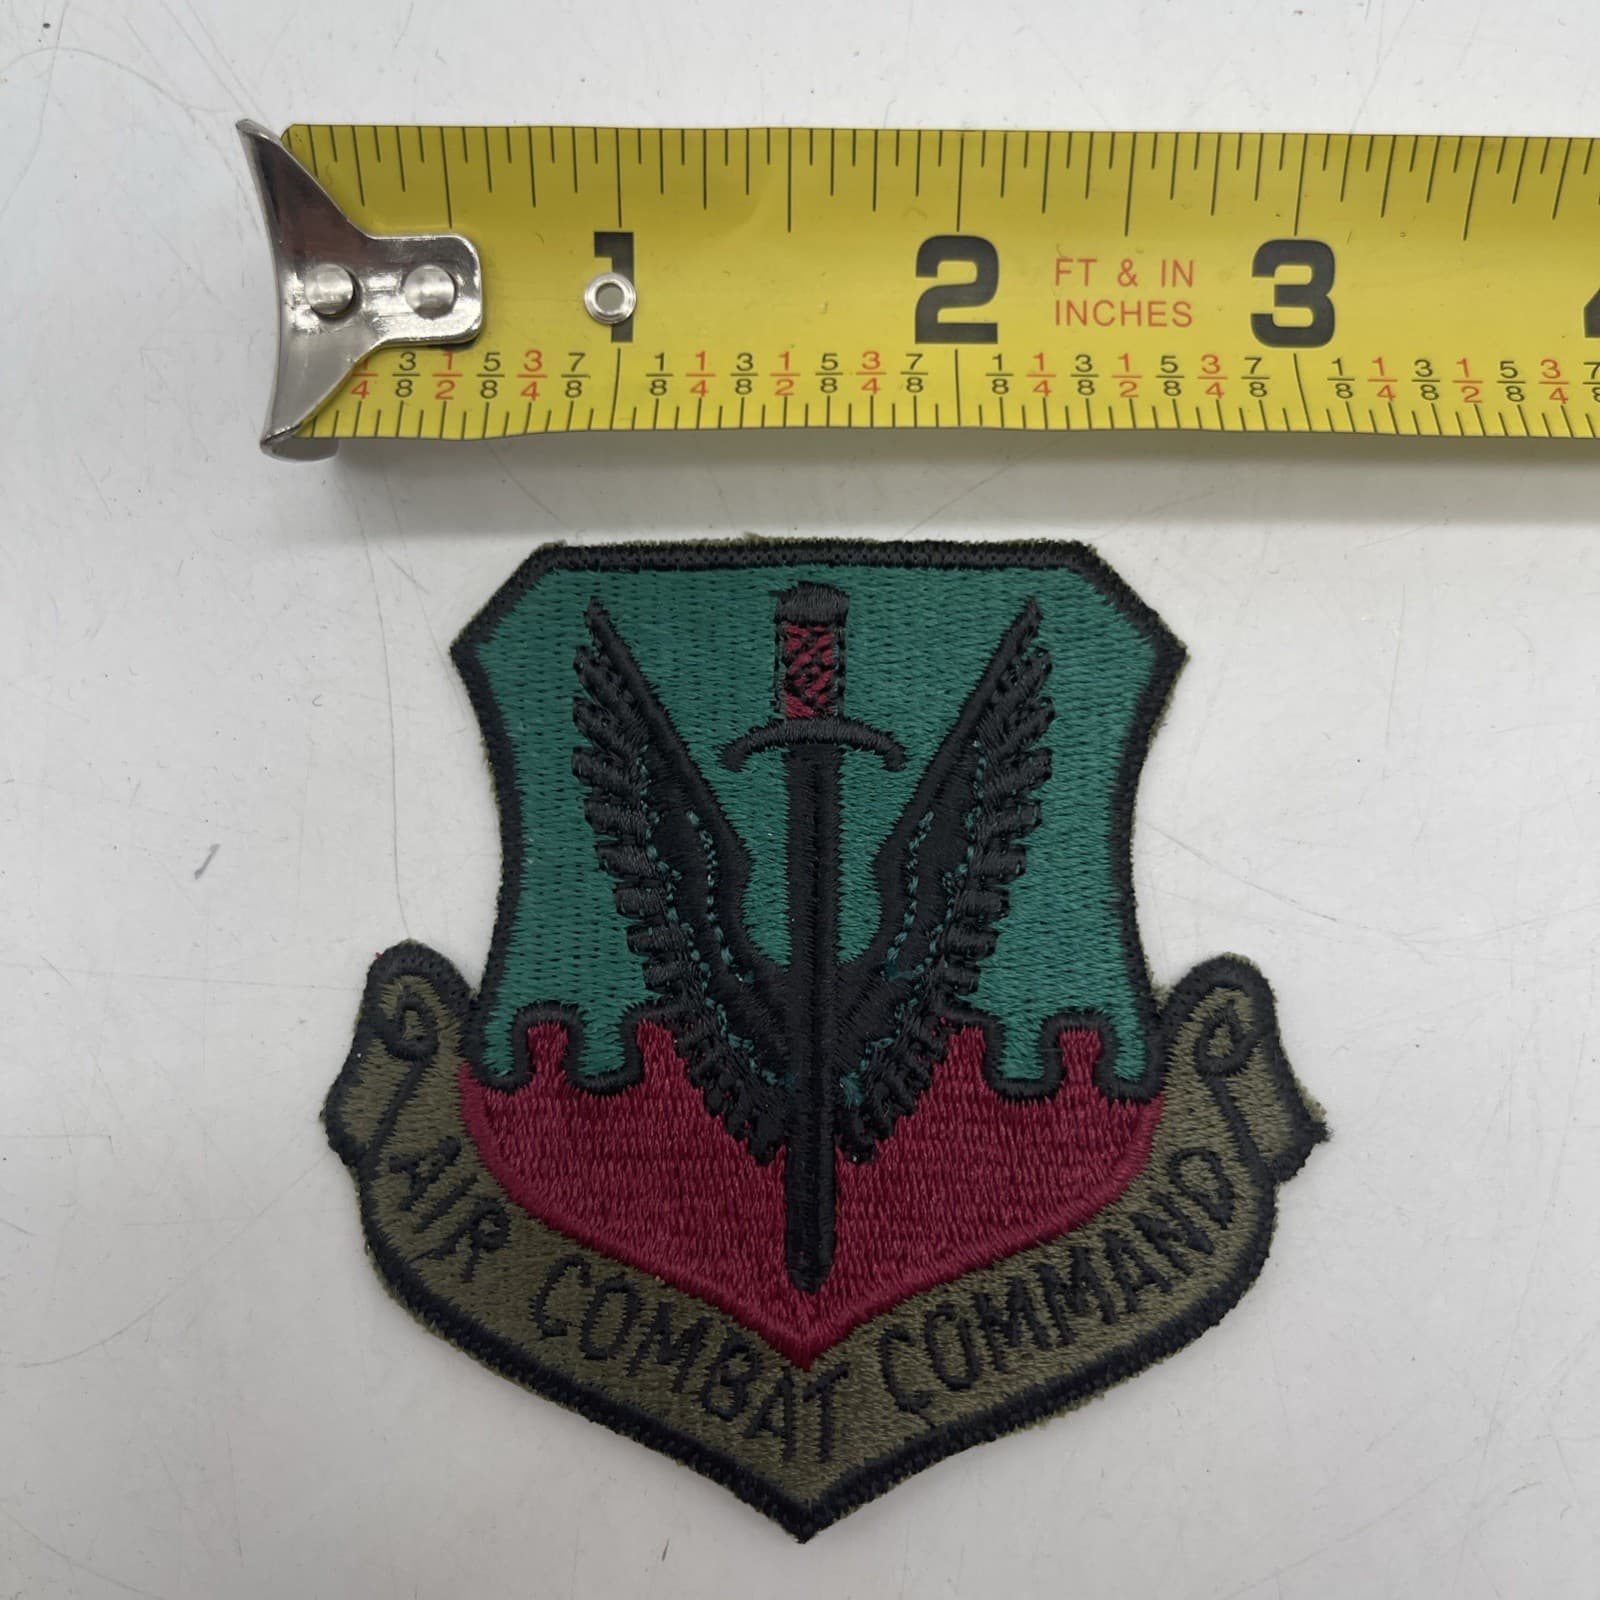 1 2 FT & IN 3
INCHES
1/4 3/8 1/2 5/8 3/4 7/8 1/8 1/4 3/8 1/2 5/8 3/4 7/8 1/8 1/4 3/8 1/2 5/8 3/4 7/8 1/8 1/4 3/8 1/2 5/8 3/4
AIR COMBAT COMMAND